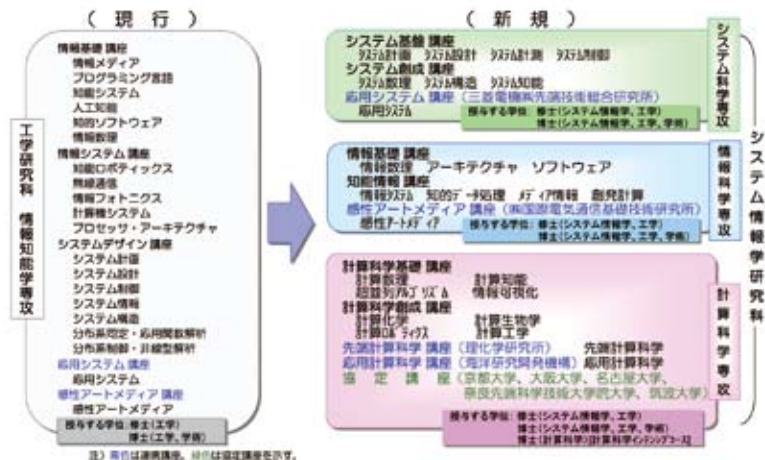 ( 現 行 )
工学研究科 情報知能学専攻
情報基礎 講座
情報メディア
プログラミング言語
知能システム
人工知能
知的ソフトウェア
情報数理
情報システム 講座
知能ロボティックス
無線通信
情報フォトニクス
計算機システム
プロセッサ・アーキテクチャ
システムデザイン 講座
システム計画
システム設計
システム制御
システム情報
システム構造
分布系同定・応用関数解析
分布系制御・非線型解析
応用システム 講座
応用システム
感性アートメディア 講座
感性アートメディア
授与する学位: 修士(工学)
博士(工学、学術)
注) 青色は連携講座、緑色は協定講座を示す。
( 新 規 )
システム情報学研究科
システム科学専攻
システム基盤 講座
システム計画 システム設計 システム計測 システム制御
システム創成 講座
システム数理 システム構造 システム知能
応用システム 講座 (三菱電機㈱先端技術総合研究所)
応用システム
授与する学位: 修士(システム情報学、工学)
博士(システム情報学、工学、学術)
情報科学専攻
情報基礎 講座
情報数理 アーキテクチャ ソフトウェア
知能情報 講座
情報システム 知的データ処理 メディア情報 創発計算
感性アートメディア 講座 (㈱国際電気通信基礎技術研究所)
感性アートメディア
授与する学位: 修士(システム情報学、工学)
博士(システム情報学、工学、学術)
計算科学専攻
計算科学基礎 講座
計算数理 計算知能
超並列アルゴリズム 情報可視化
計算科学創成 講座
計算化学 計算生物学
計算ロボティクス 計算工学
先端計算科学 講座 (理化学研究所) 先端計算科学
応用計算科学 講座 (海洋研究開発機構) 応用計算科学
協 定 講 座 (京都大学、大阪大学、名古屋大学、
奈良先端科学技術大学院大学、筑波大学)
授与する学位: 修士(システム情報学、工学)
博士(システム情報学、工学、学術)
博士(計算科学)[計算科学インテンシブコース]